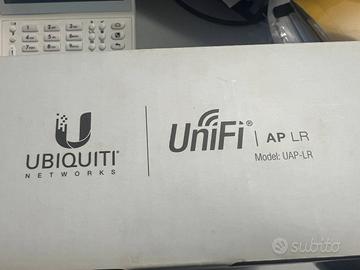 UBIQUITI
NETWORKS
UniFi® | AP LR
Model: UAP-LR
subito